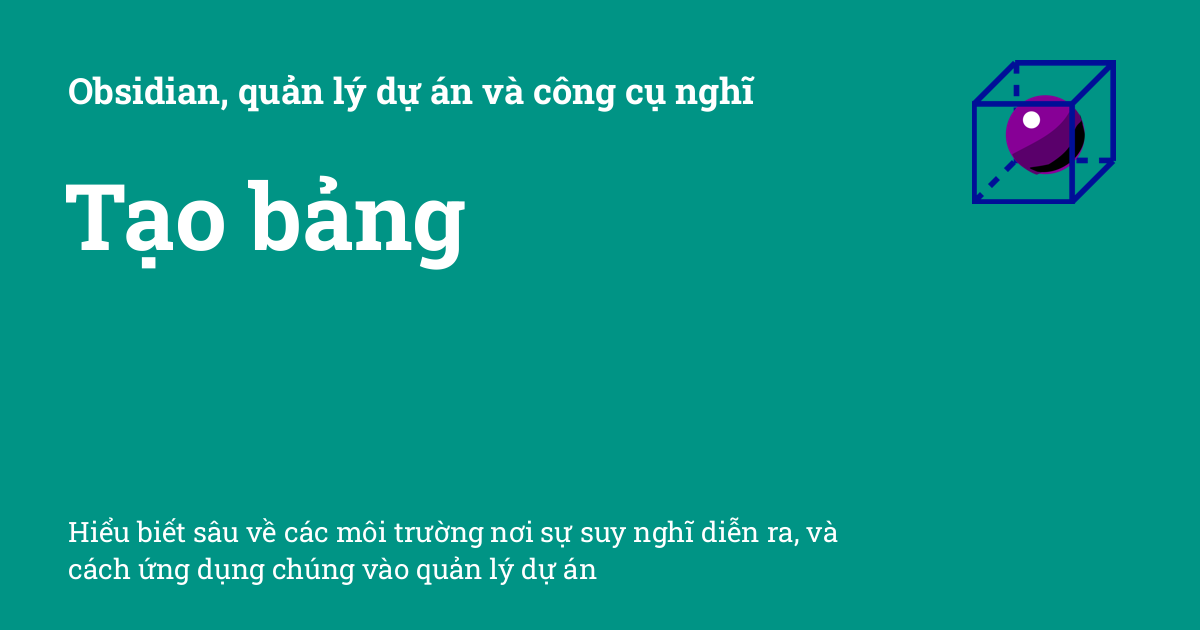 Obsidian, quản lý dự án và công cụ nghĩ
Tạo bảng
Hiểu biết sâu về các môi trường nơi sự suy nghĩ diễn ra, và
cách ứng dụng chúng vào quản lý dự án